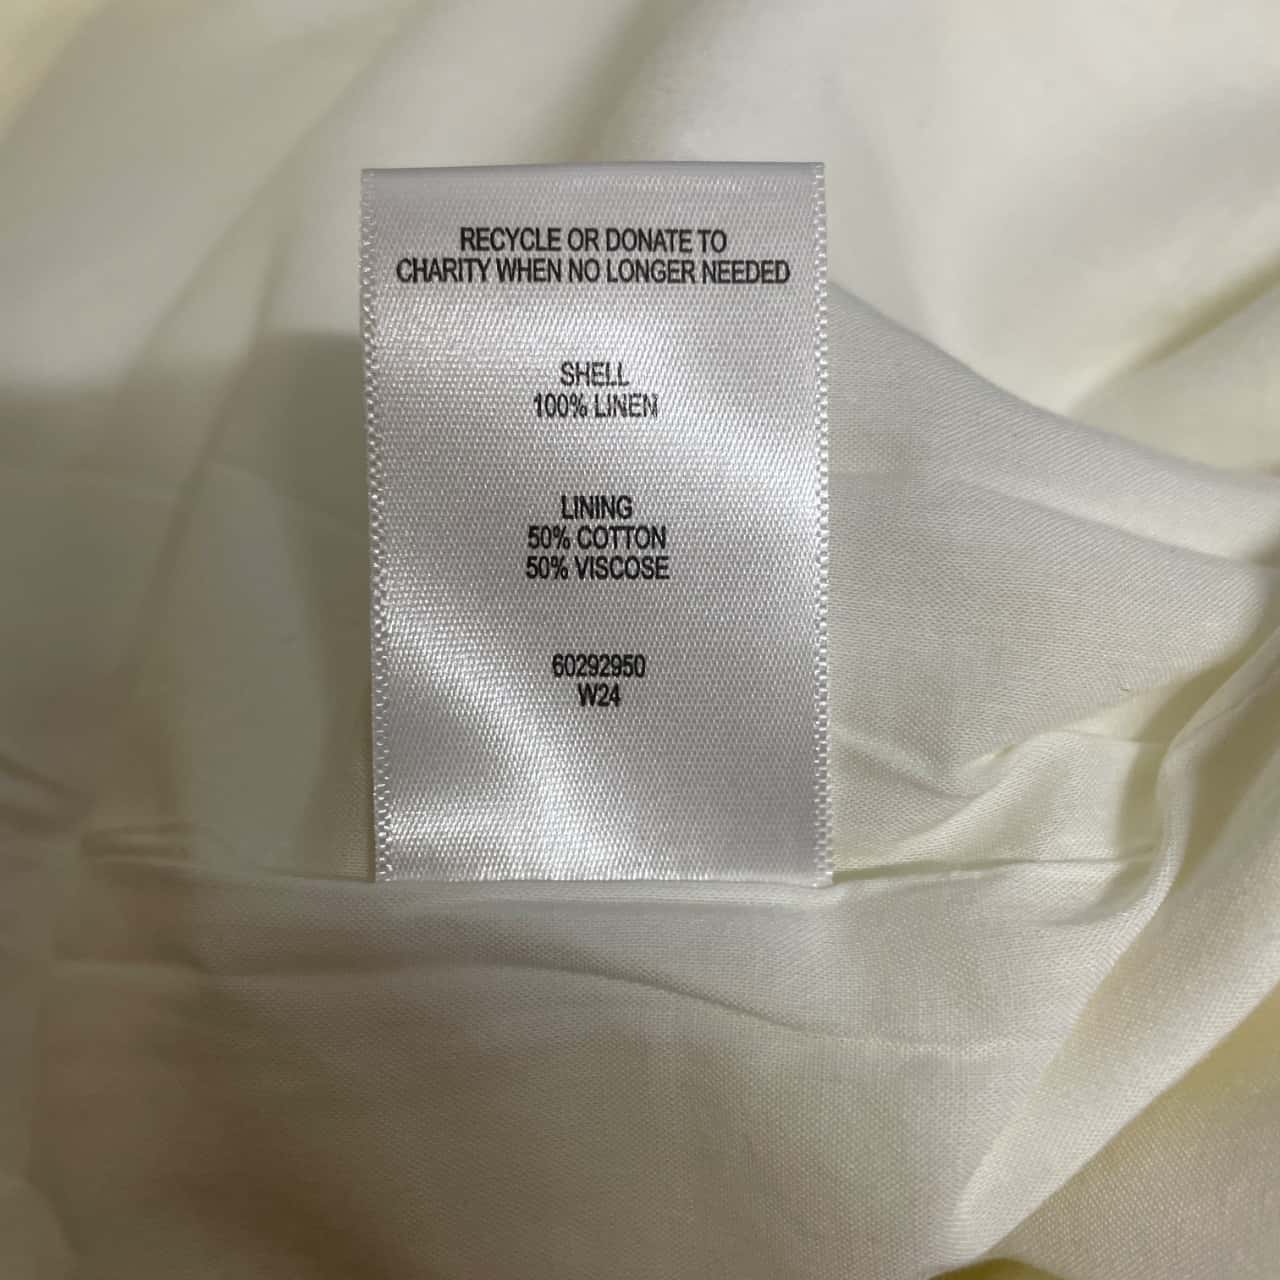 RECYCLE OR DONATE TO
CHARITY WHEN NO LONGER NEEDED
SHELL
100% LINEN
LINING
50% COTTON
50% VISCOSE
60292950
W24